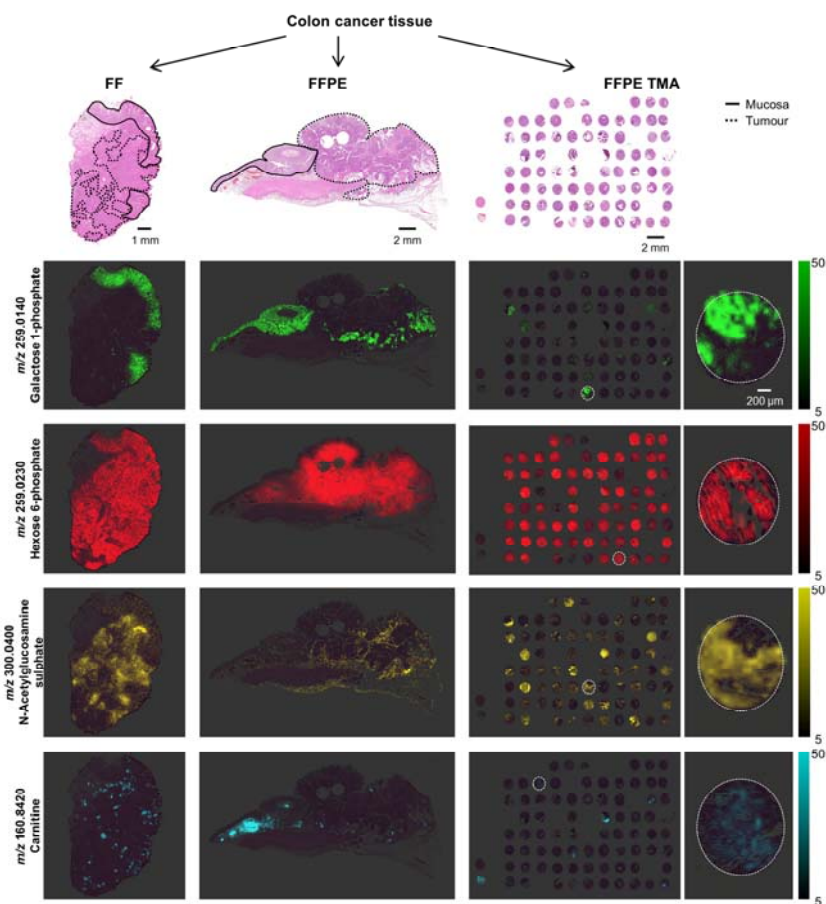 Colon cancer tissue
FF
FFPE
FFPE TMA
Mucosa
Tumour
1 mm
2 mm
2 mm
m/z 259.0140
Galactose 1-phosphate
200 µm
50
5
m/z 259.0230
Hexose 6-phosphate
50
5
m/z 300.0400
N-Acetylglucosamine
sulphate
50
5
m/z 160.8420
Carnitine
50
5